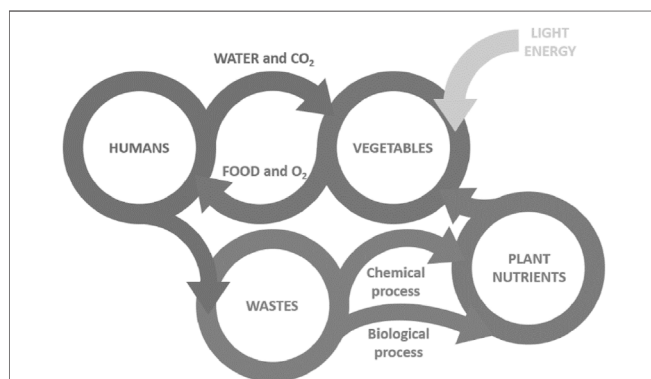 LIGHT
ENERGY
WATER and CO₂
HUMANS
VEGETABLES
FOOD and O₂
PLANT
NUTRIENTS
Chemical
process
WASTES
Biological
process